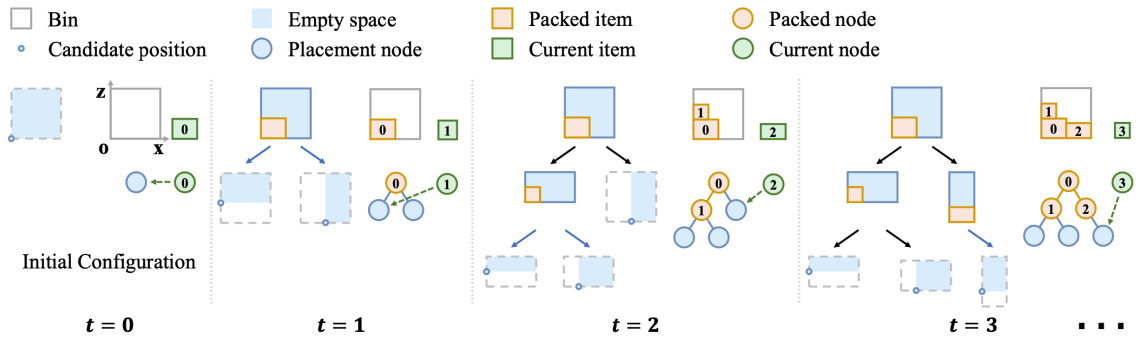 Bin Empty space Packed item Packed node
Candidate position Placement node Current item Current node
z o x 0
0
Initial Configuration
t = 0
0 1
0 1
t = 1
1 0 2
0 2
1
t = 2
1 0 2 3
0 3
1 2
t = 3 ...